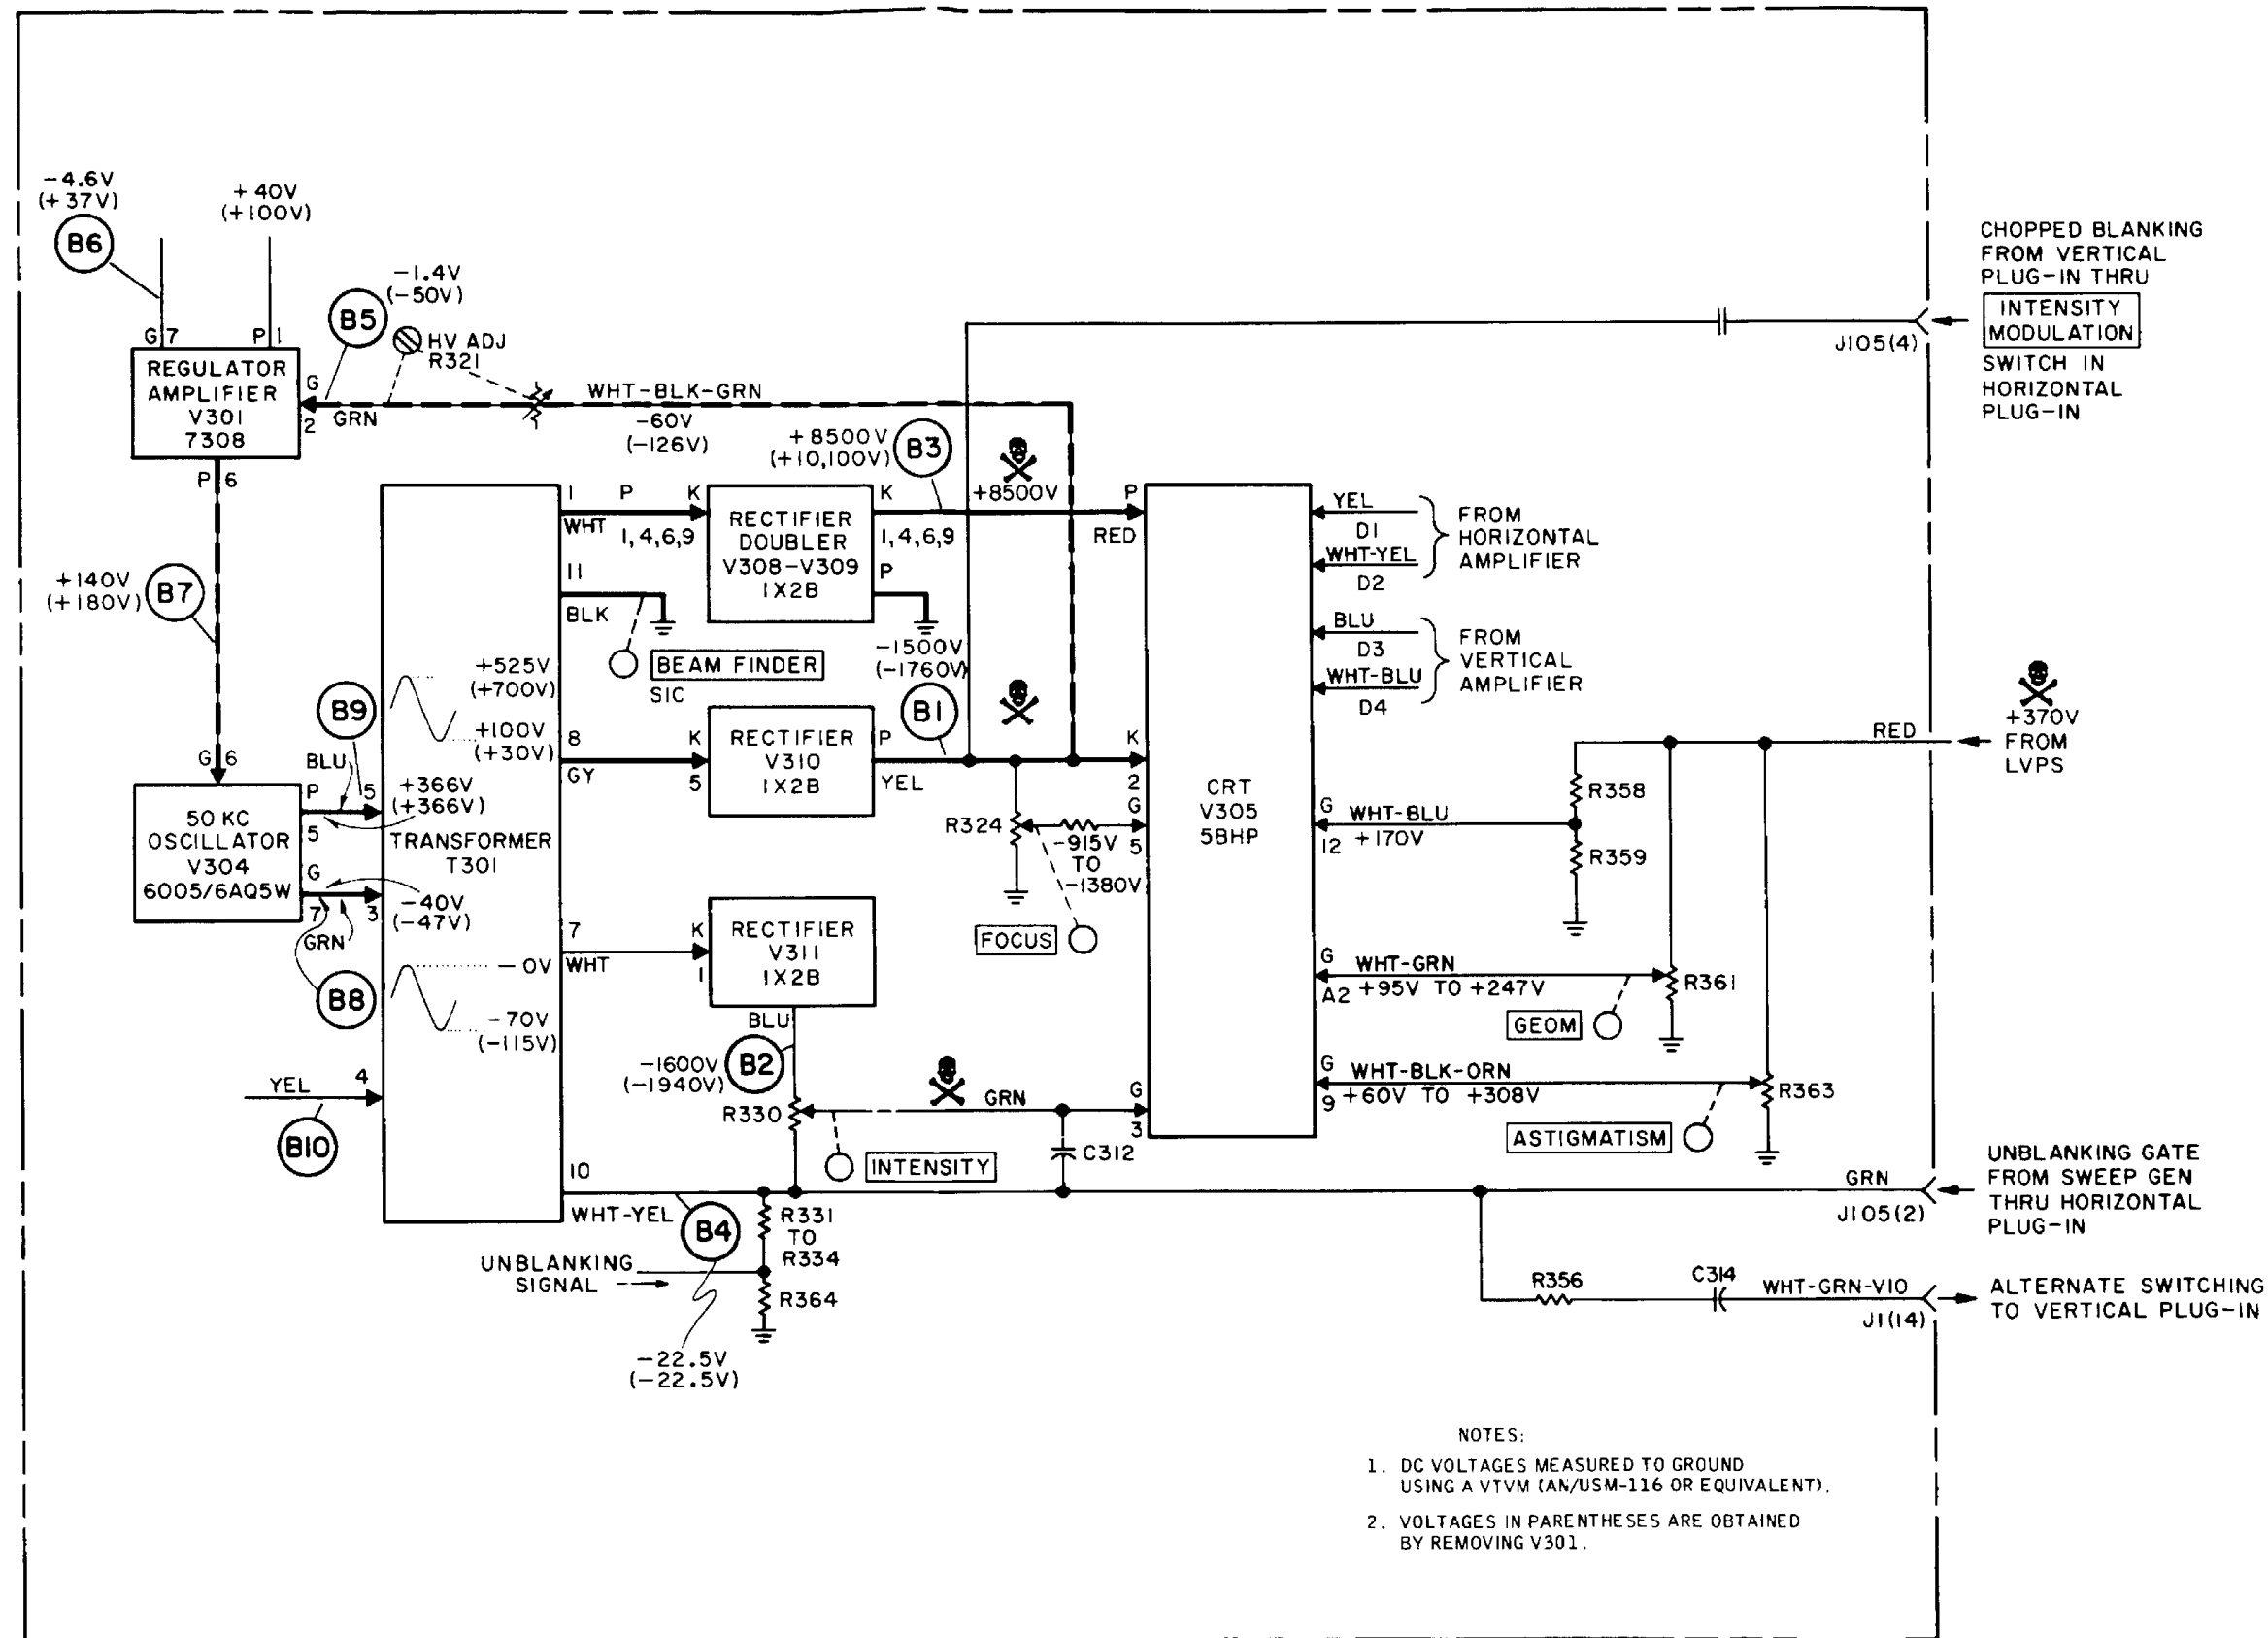 -4.6V
(+37V)
B6
+40V
(+100V)
-1.4V
(-50V)
B5
HV ADJ
R321
G 7
P 1
REGULATOR
AMPLIFIER
V301
7308
G
2
GRN
WHT-BLK-GRN
-60V
(-126V)
P 6
+140V
(+180V)
B7
G 6
50 KC
OSCILLATOR
V304
6005/6AQ5W
BLU
P
5
5
B9
G
7
3
GRN
B8
YEL
4
B10
+525V
(+700V)
+100V
(+30V)
+366V
(+366V)
TRANSFORMER
T301
-40V
(-47V)
-0V
-70V
(-115V)
1
WHT
P
K
1,4,6,9
RECTIFIER
DOUBLER
V308-V309
1X2B
+8500V
(+10,100V)
B3
K
1,4,6,9
P
+8500V
P
RED
11
BLK
BEAM FINDER
S1C
-1500V
(-1760V)
B1
8
GY
K
5
RECTIFIER
V310
1X2B
P
YEL
K
2
R324
G
5
-915V
TO
-1380V
FOCUS
7
WHT
K
1
RECTIFIER
V311
1X2B
BLU
-1600V
(-1940V)
B2
R330
GRN
G
3
C312
INTENSITY
10
WHT-YEL
B4
R331
TO
R334
UNBLANKING
SIGNAL
R364
-22.5V
(-22.5V)
CRT
V305
5BHP
YEL
D1
WHT-YEL
D2
FROM
HORIZONTAL
AMPLIFIER
BLU
D3
WHT-BLU
D4
FROM
VERTICAL
AMPLIFIER
G
12
WHT-BLU
+170V
R358
R359
G
A2
WHT-GRN
+95V TO +247V
R361
GEOM
G
9
WHT-BLK-ORN
+60V TO +308V
R363
ASTIGMATISM
J105(4)
CHOPPED BLANKING
FROM VERTICAL
PLUG-IN THRU
INTENSITY
MODULATION
SWITCH IN
HORIZONTAL
PLUG-IN
RED
+370V
FROM
LVPS
GRN
J105(2)
UNBLANKING GATE
FROM SWEEP GEN
THRU HORIZONTAL
PLUG-IN
R356
C314
WHT-GRN-VIO
J1(14)
ALTERNATE SWITCHING
TO VERTICAL PLUG-IN
NOTES:
1. DC VOLTAGES MEASURED TO GROUND
USING A VTVM (AN/USM-116 OR EQUIVALENT).
2. VOLTAGES IN PARENTHESES ARE OBTAINED
BY REMOVING V301.